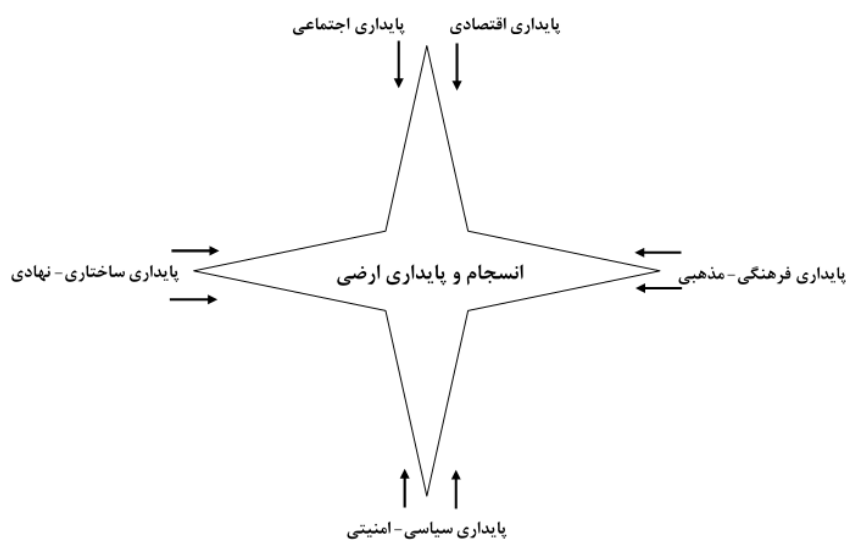 پایداری اقتصادی
پایداری اجتماعی
پایداری فرهنگی - مذهبی
انسجام و پایداری ارضی
پایداری ساختاری - نهادی
پایداری سیاسی - امنیتی